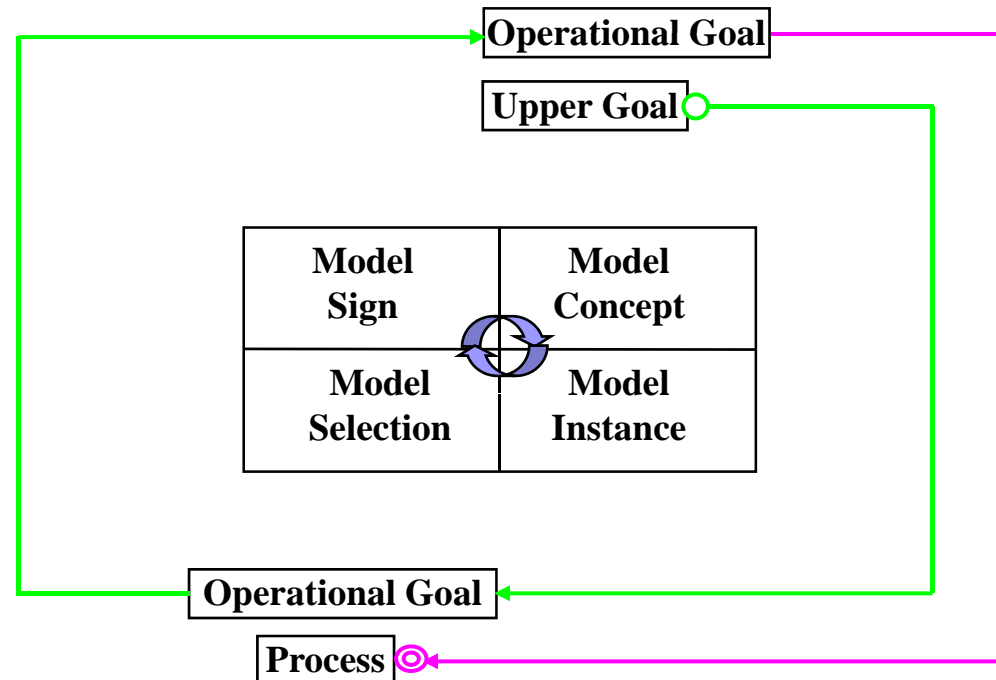 Operational Goal
Upper Goal
Model
Sign
Model
Concept
Model
Selection
Model
Instance
Operational Goal
Process